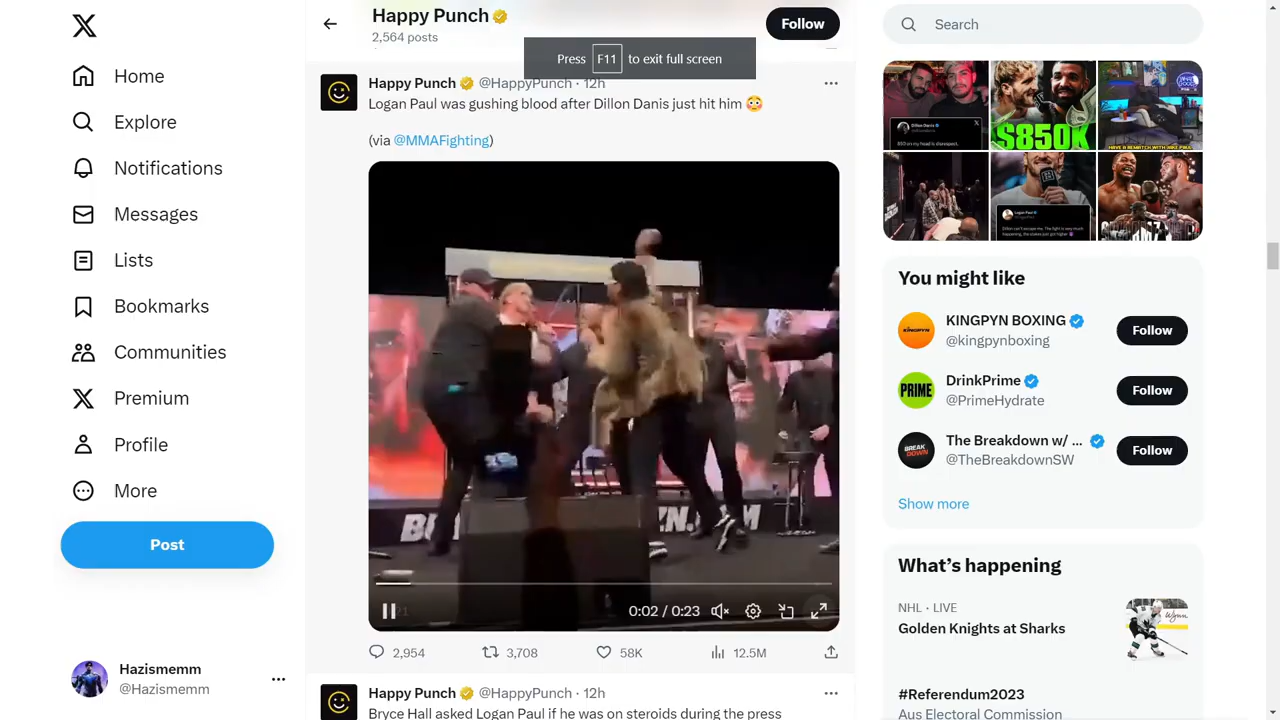 Happy Punch
2,564 posts
Follow
Press F11 to exit full screen
Search
Home
Explore
Notifications
Messages
Lists
Bookmarks
Communities
Premium
Profile
More
Post
Hazismemm
@Hazismemm
Happy Punch @HappyPunch · 12h
Logan Paul was gushing blood after Dillon Danis just hit him 😳
(via @MMAFighting)
0:02 / 0:23
2,954 3,708 58K 12.5M
Happy Punch @HappyPunch · 12h
Bryce Hall asked Logan Paul if he was on steroids during the press
$850K
You might like
KINGPYN BOXING
@kingpynboxing
Follow
PRIME
DrinkPrime
@PrimeHydrate
Follow
BREAK
DOWN
The Breakdown w/ ...
@TheBreakdownSW
Follow
Show more
What's happening
NHL · LIVE
Golden Knights at Sharks
#Referendum2023
Aus Electoral Commission